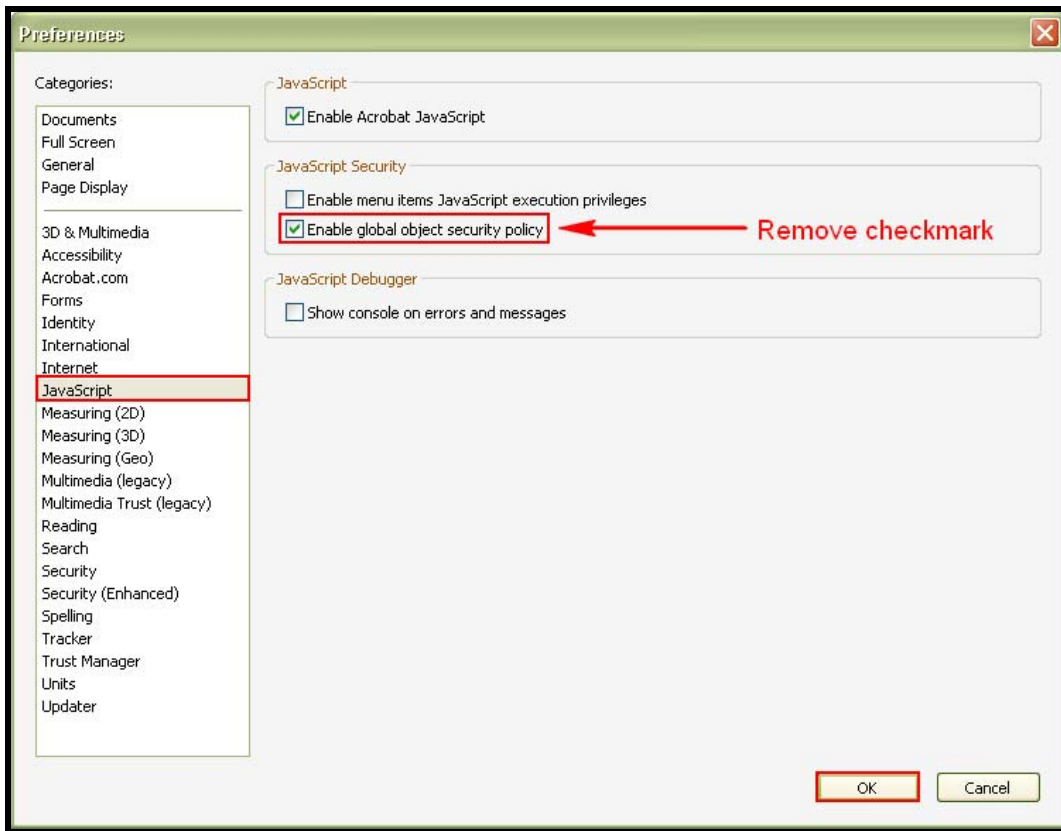 Preferences
Categories:
Documents
Full Screen
General
Page Display
3D & Multimedia
Accessibility
Acrobat.com
Forms
Identity
International
Internet
JavaScript
Measuring (2D)
Measuring (3D)
Measuring (Geo)
Multimedia (legacy)
Multimedia Trust (legacy)
Reading
Search
Security
Security (Enhanced)
Spelling
Tracker
Trust Manager
Units
Updater
JavaScript
Enable Acrobat JavaScript
JavaScript Security
Enable menu items JavaScript execution privileges
Enable global object security policy
Remove checkmark
JavaScript Debugger
Show console on errors and messages
OK
Cancel